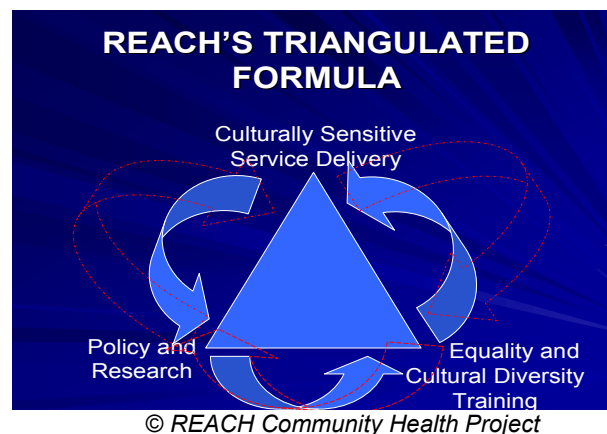 REACH'S TRIANGULATED
FORMULA
Culturally Sensitive
Service Delivery
Policy and
Research
Equality and
Cultural Diversity
Training
© REACH Community Health Project